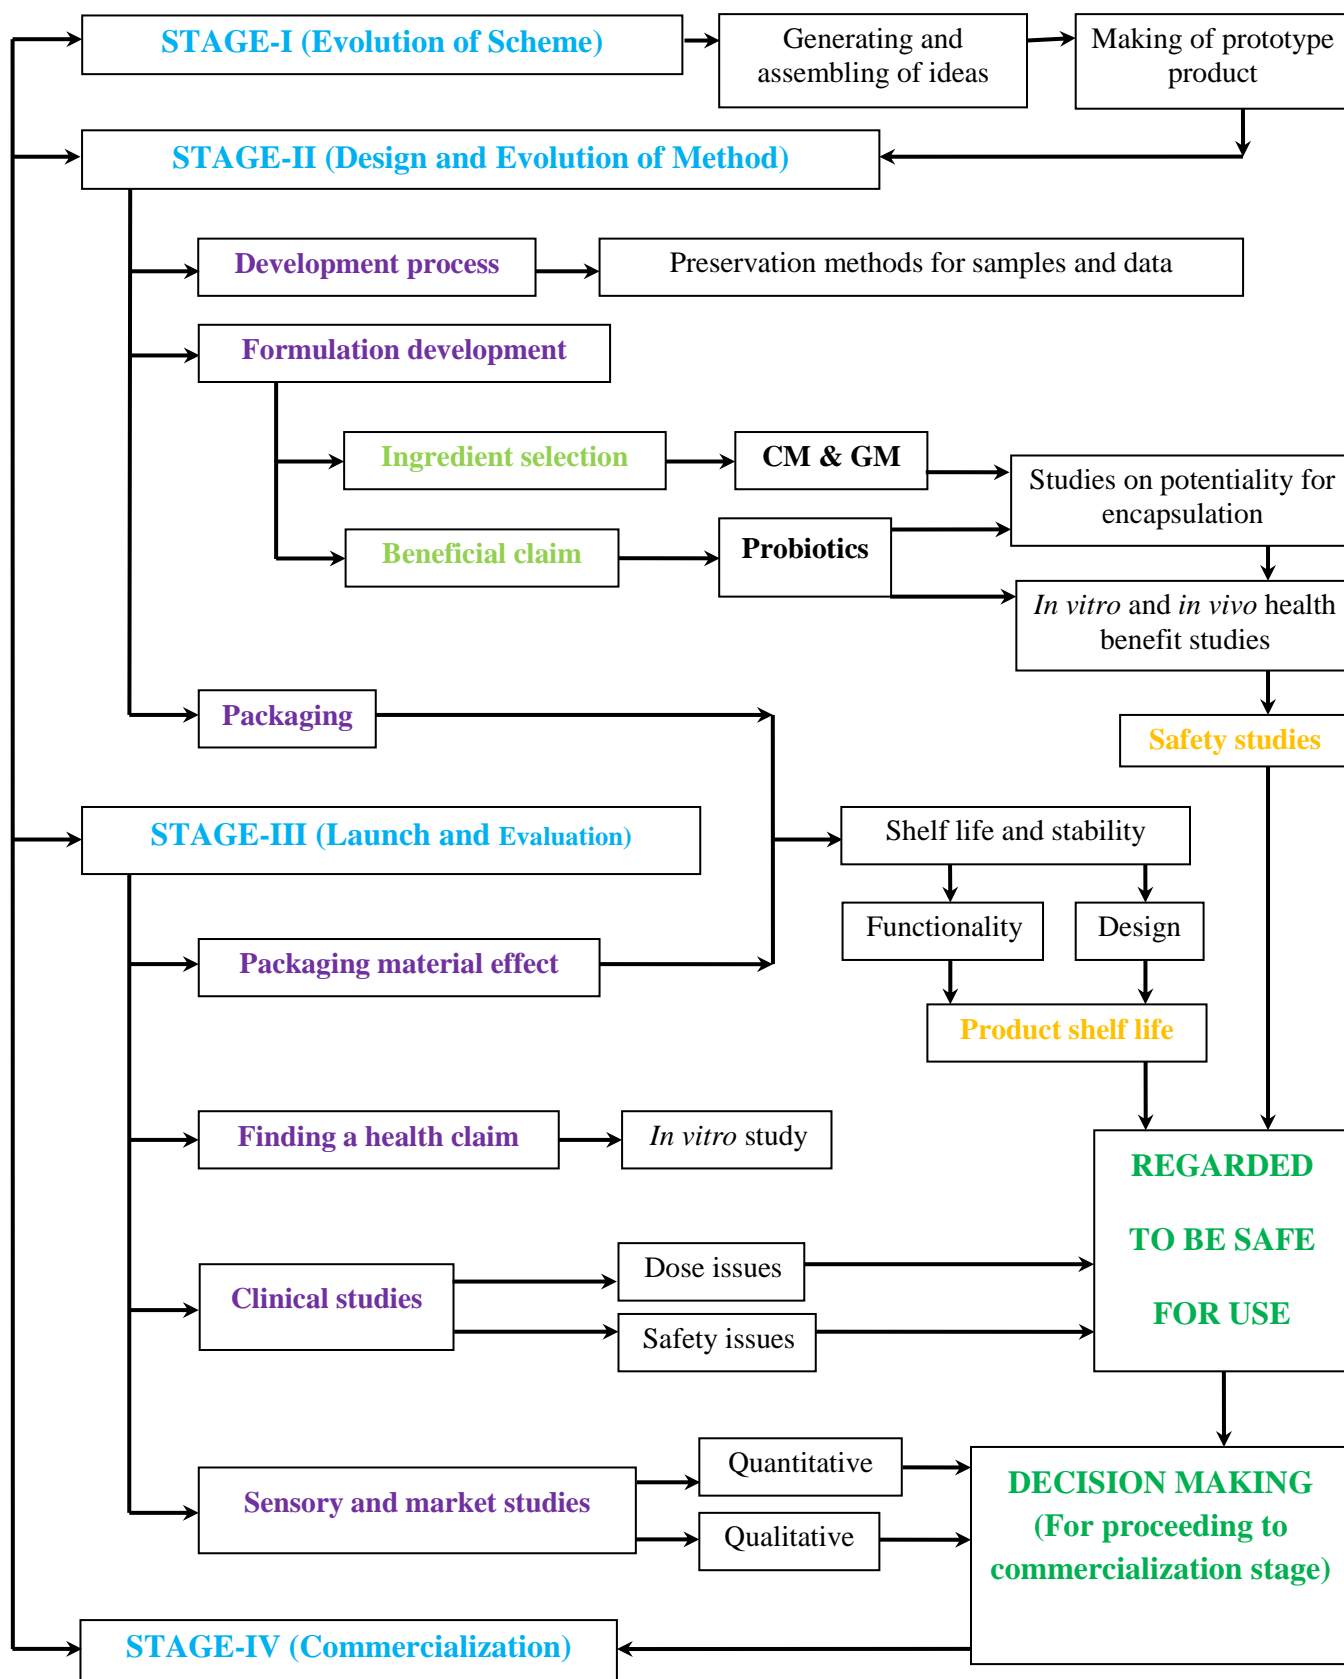 STAGE-I (Evolution of Scheme)
Generating and
assembling of ideas
Making of prototype
product
STAGE-II (Design and Evolution of Method)
Development process
Preservation methods for samples and data
Formulation development
Ingredient selection
CM & GM
Studies on potentiality for
encapsulation
Beneficial claim
Probiotics
In vitro and in vivo health
benefit studies
Packaging
Safety studies
STAGE-III (Launch and Evaluation)
Shelf life and stability
Functionality
Design
Packaging material effect
Product shelf life
Finding a health claim
In vitro study
REGARDED
TO BE SAFE
FOR USE
Clinical studies
Dose issues
Safety issues
Sensory and market studies
Quantitative
Qualitative
DECISION MAKING
(For proceeding to
commercialization stage)
STAGE-IV (Commercialization)